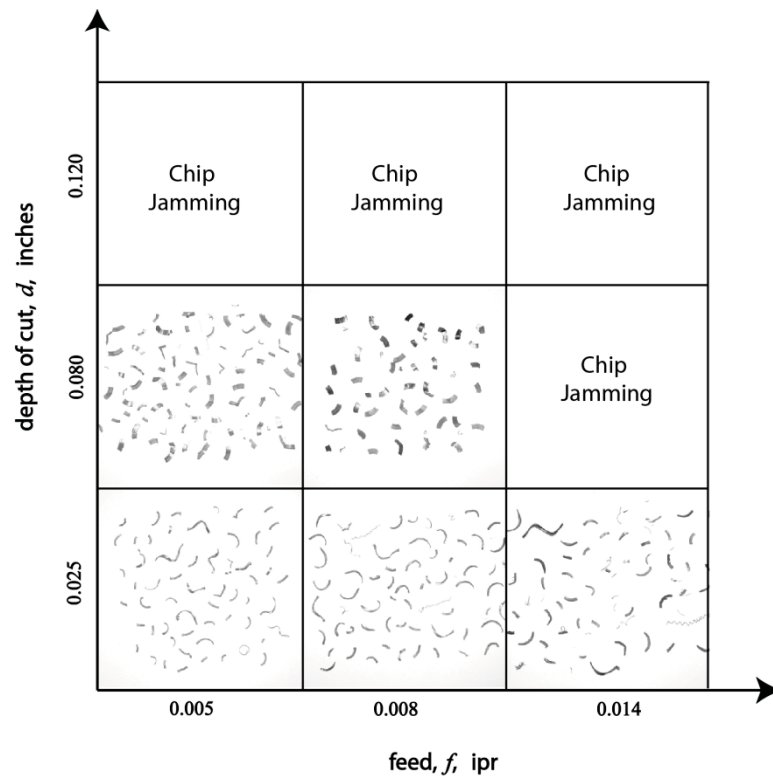 0.120
Chip
Jamming
Chip
Jamming
Chip
Jamming
depth of cut, d, inches
0.080
Chip
Jamming
0.025
0.005
0.008
0.014
feed, f, ipr